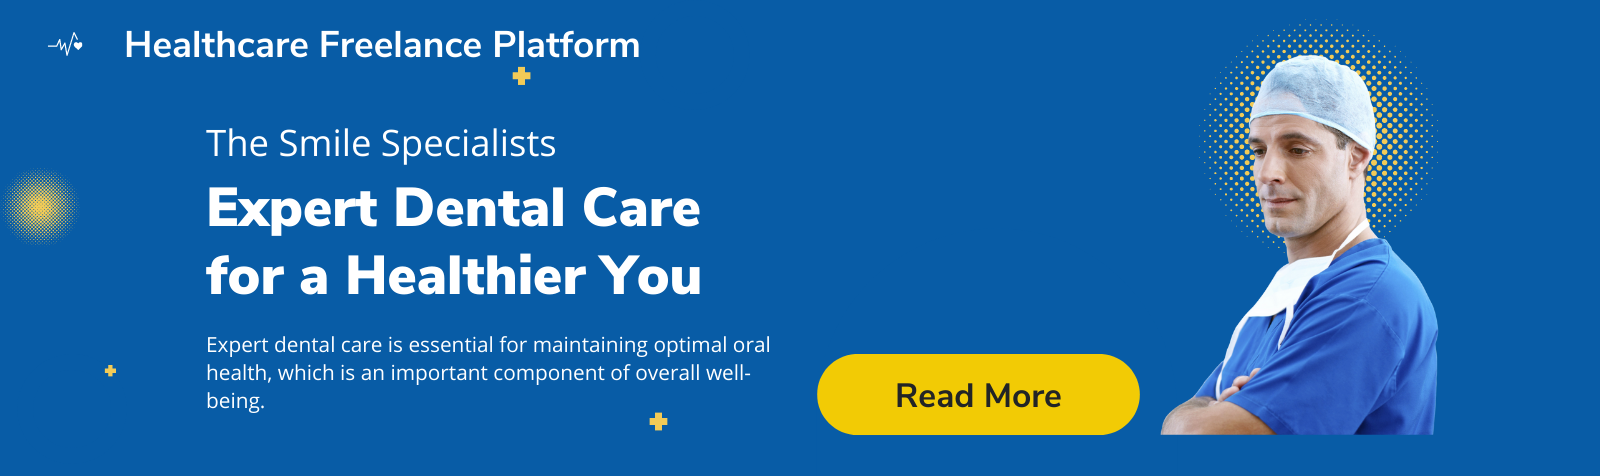 Healthcare Freelance Platform
The Smile Specialists
Expert Dental Care
for a Healthier You
Expert dental care is essential for maintaining optimal oral
health, which is an important component of overall well-
being.
Read More